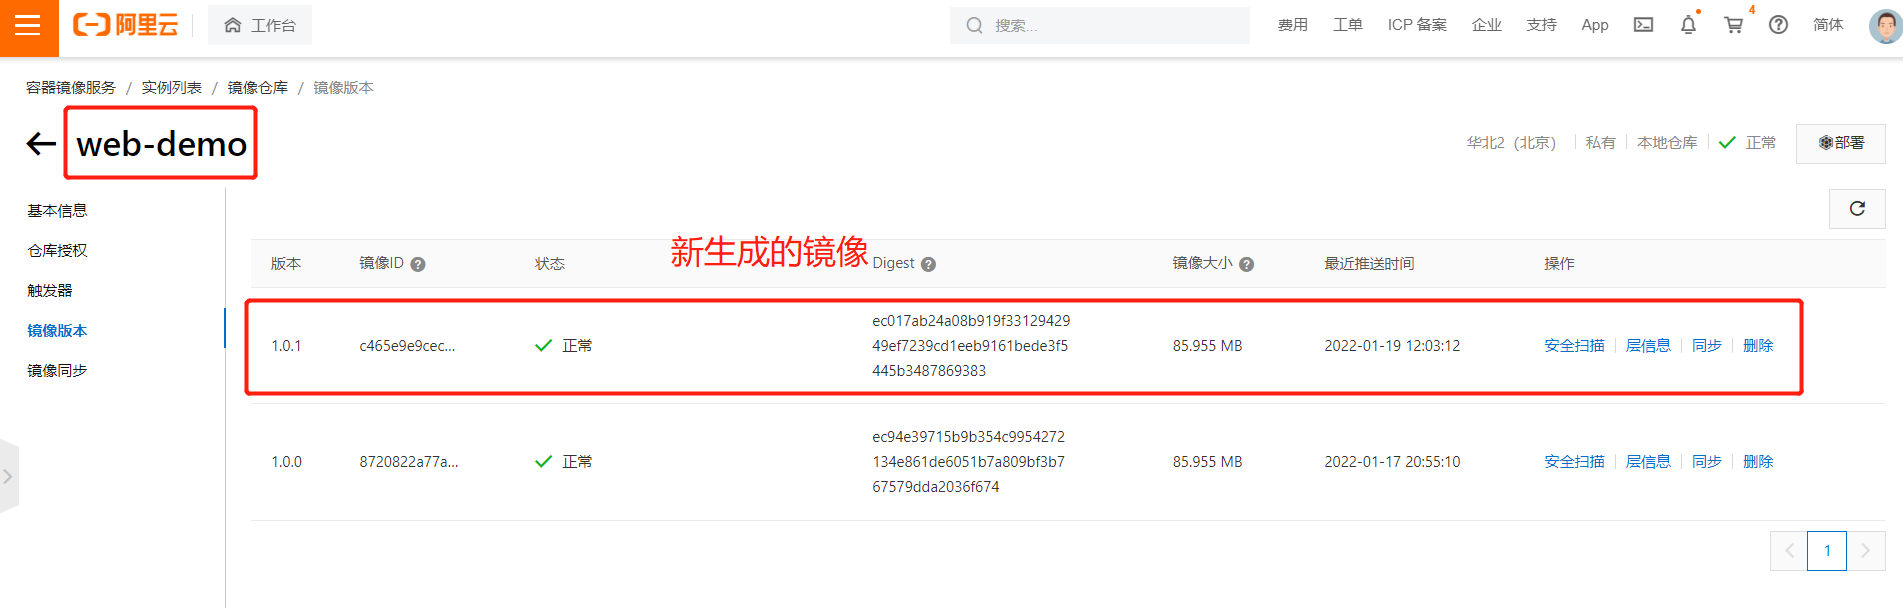 阿里云
工作台
搜索...
费用 工单 ICP 备案 企业 支持 App 4 简体
容器镜像服务 / 实例列表 / 镜像仓库 / 镜像版本
web-demo
华北2 (北京) 私有 本地仓库 正常 部署
基本信息
仓库授权
触发器
镜像版本
镜像同步
新生成的镜像
版本 镜像ID 状态 Digest 镜像大小 最近推送时间 操作
1.0.1 c465e9e9cec... 正常 ec017ab24a08b919f33129429
49ef7239cd1eeb9161bede3f5
445b3487869383 85.955 MB 2022-01-19 12:03:12 安全扫描 层信息 同步 删除
1.0.0 8720822a77a... 正常 ec94e39715b9b354c9954272
134e861de6051b7a809bf3b7
67579dda2036f674 85.955 MB 2022-01-17 20:55:10 安全扫描 层信息 同步 删除
1